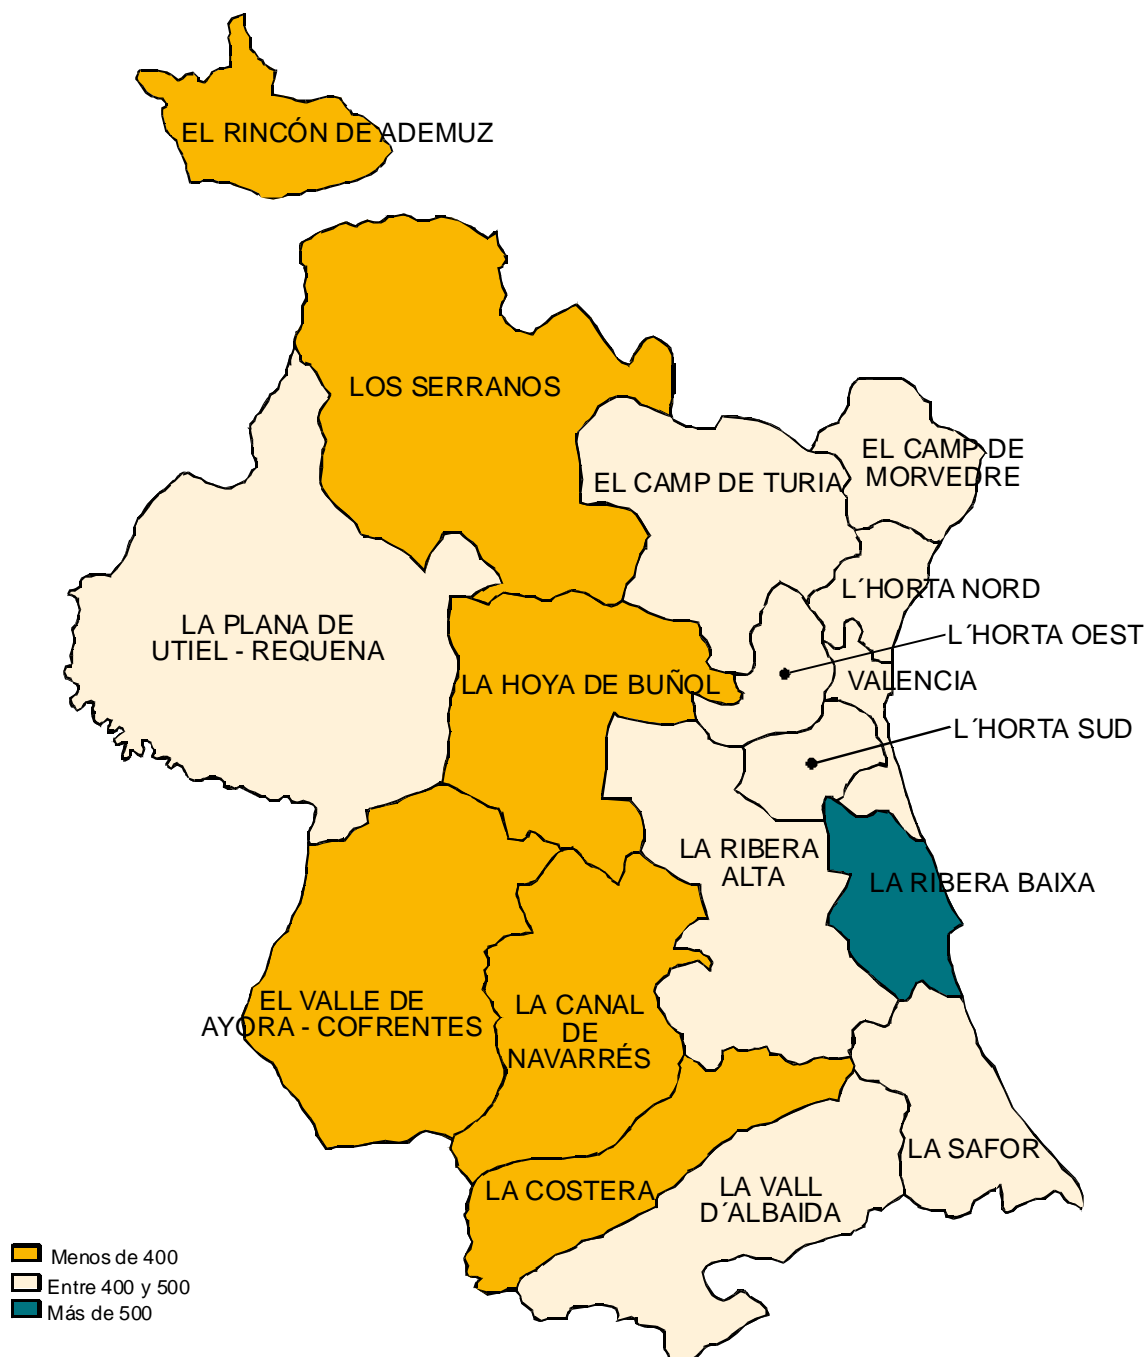 EL RINCÓN DE ADEMUZ
LOS SERRANOS
EL CAMP DE
MORVEDRE
EL CAMP DE TURIA
L´HORTA NORD
LA PLANA DE
UTIEL - REQUENA
L´HORTA OEST
LA HOYA DE BUÑOL
VALENCIA
L´HORTA SUD
LA RIBERA
ALTA
LA RIBERA BAIXA
EL VALLE DE
AYORA - COFRENTES
LA CANAL
DE
NAVARRÉS
LA SAFOR
LA COSTERA
LA VALL
D´ALBAIDA
Menos de 400
Entre 400 y 500
Más de 500